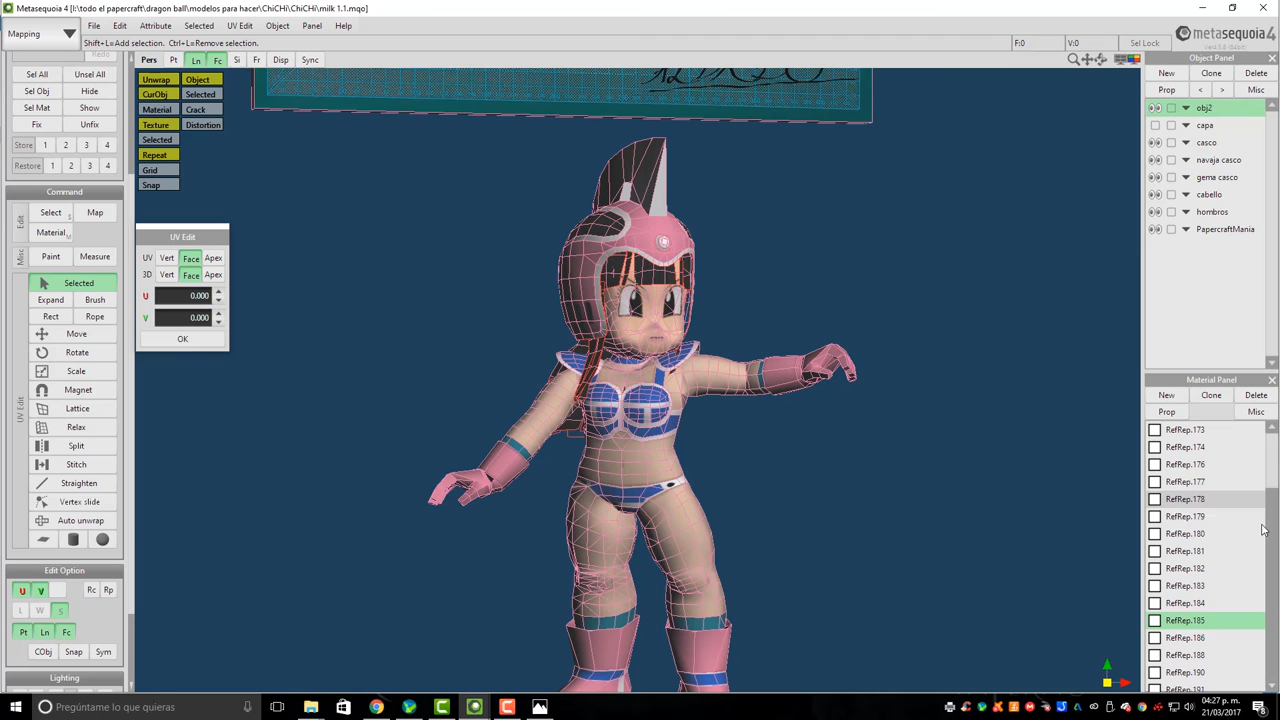 Metasequoia 4 [I:\todo el papercraft\dragon ball\modelos para hacer\ChiCHi\ChiCHi\milk 1.1.mqo]
Mapping
File Edit Attribute Selected UV Edit Object Panel Help
metasequoia4
Shift+L=Add selection. Ctrl+L=Remove selection.
F:0 V:0 Sel Lock
Redo
Sel All Unsel All
Sel Obj Hide
Sel Mat Show
Fix Unfix
Store 1 2 3 4
Restore 1 2 3 4
Command
Edit
Select S Map
Material M
Misc
Paint Measure
UV Edit
Selected
Expand Brush
Rect Rope
Move
Rotate
Scale
Magnet
Lattice
Relax
Split
Stitch
Straighten
Vertex slide
Auto unwrap
Edit Option
U V Rc Rp
L W S
Pt Ln Fc
CObj Snap Sym
Lighting
Pers Pt Ln Fc Si Fr Disp Sync
Unwrap Object
CurObj Selected
Material Crack
Texture Distortion
Selected
Repeat
Grid
Snap
UV Edit
UV Vert Face Apex
3D Vert Face Apex
U 0.000
V 0.000
OK
Object Panel
New Clone Delete
Prop < > Misc
obj2
capa
casco
navaja casco
gema casco
cabello
hombros
PapercraftMania
Material Panel
New Clone Delete
Prop Misc
RefRep.173
RefRep.174
RefRep.176
RefRep.177
RefRep.178
RefRep.179
RefRep.180
RefRep.181
RefRep.182
RefRep.183
RefRep.184
RefRep.185
RefRep.186
RefRep.188
RefRep.190
RefRep.191
Pregúntame lo que quieras
04:27 p. m.
21/03/2017